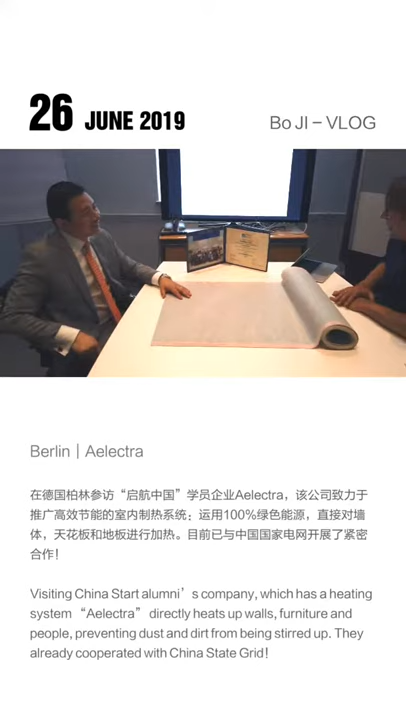 26 JUNE 2019
Bo JI – VLOG
Berlin｜Aelectra
在德国柏林参访“启航中国”学员企业Aelectra，该公司致力于
推广高效节能的室内制热系统；运用100%绿色能源，直接对墙
体，天花板和地板进行加热。目前已与中国国家电网开展了紧密
合作！
Visiting China Start alumni’s company, which has a heating
system “Aelectra” directly heats up walls, furniture and
people, preventing dust and dirt from being stirred up. They
already cooperated with China State Grid!